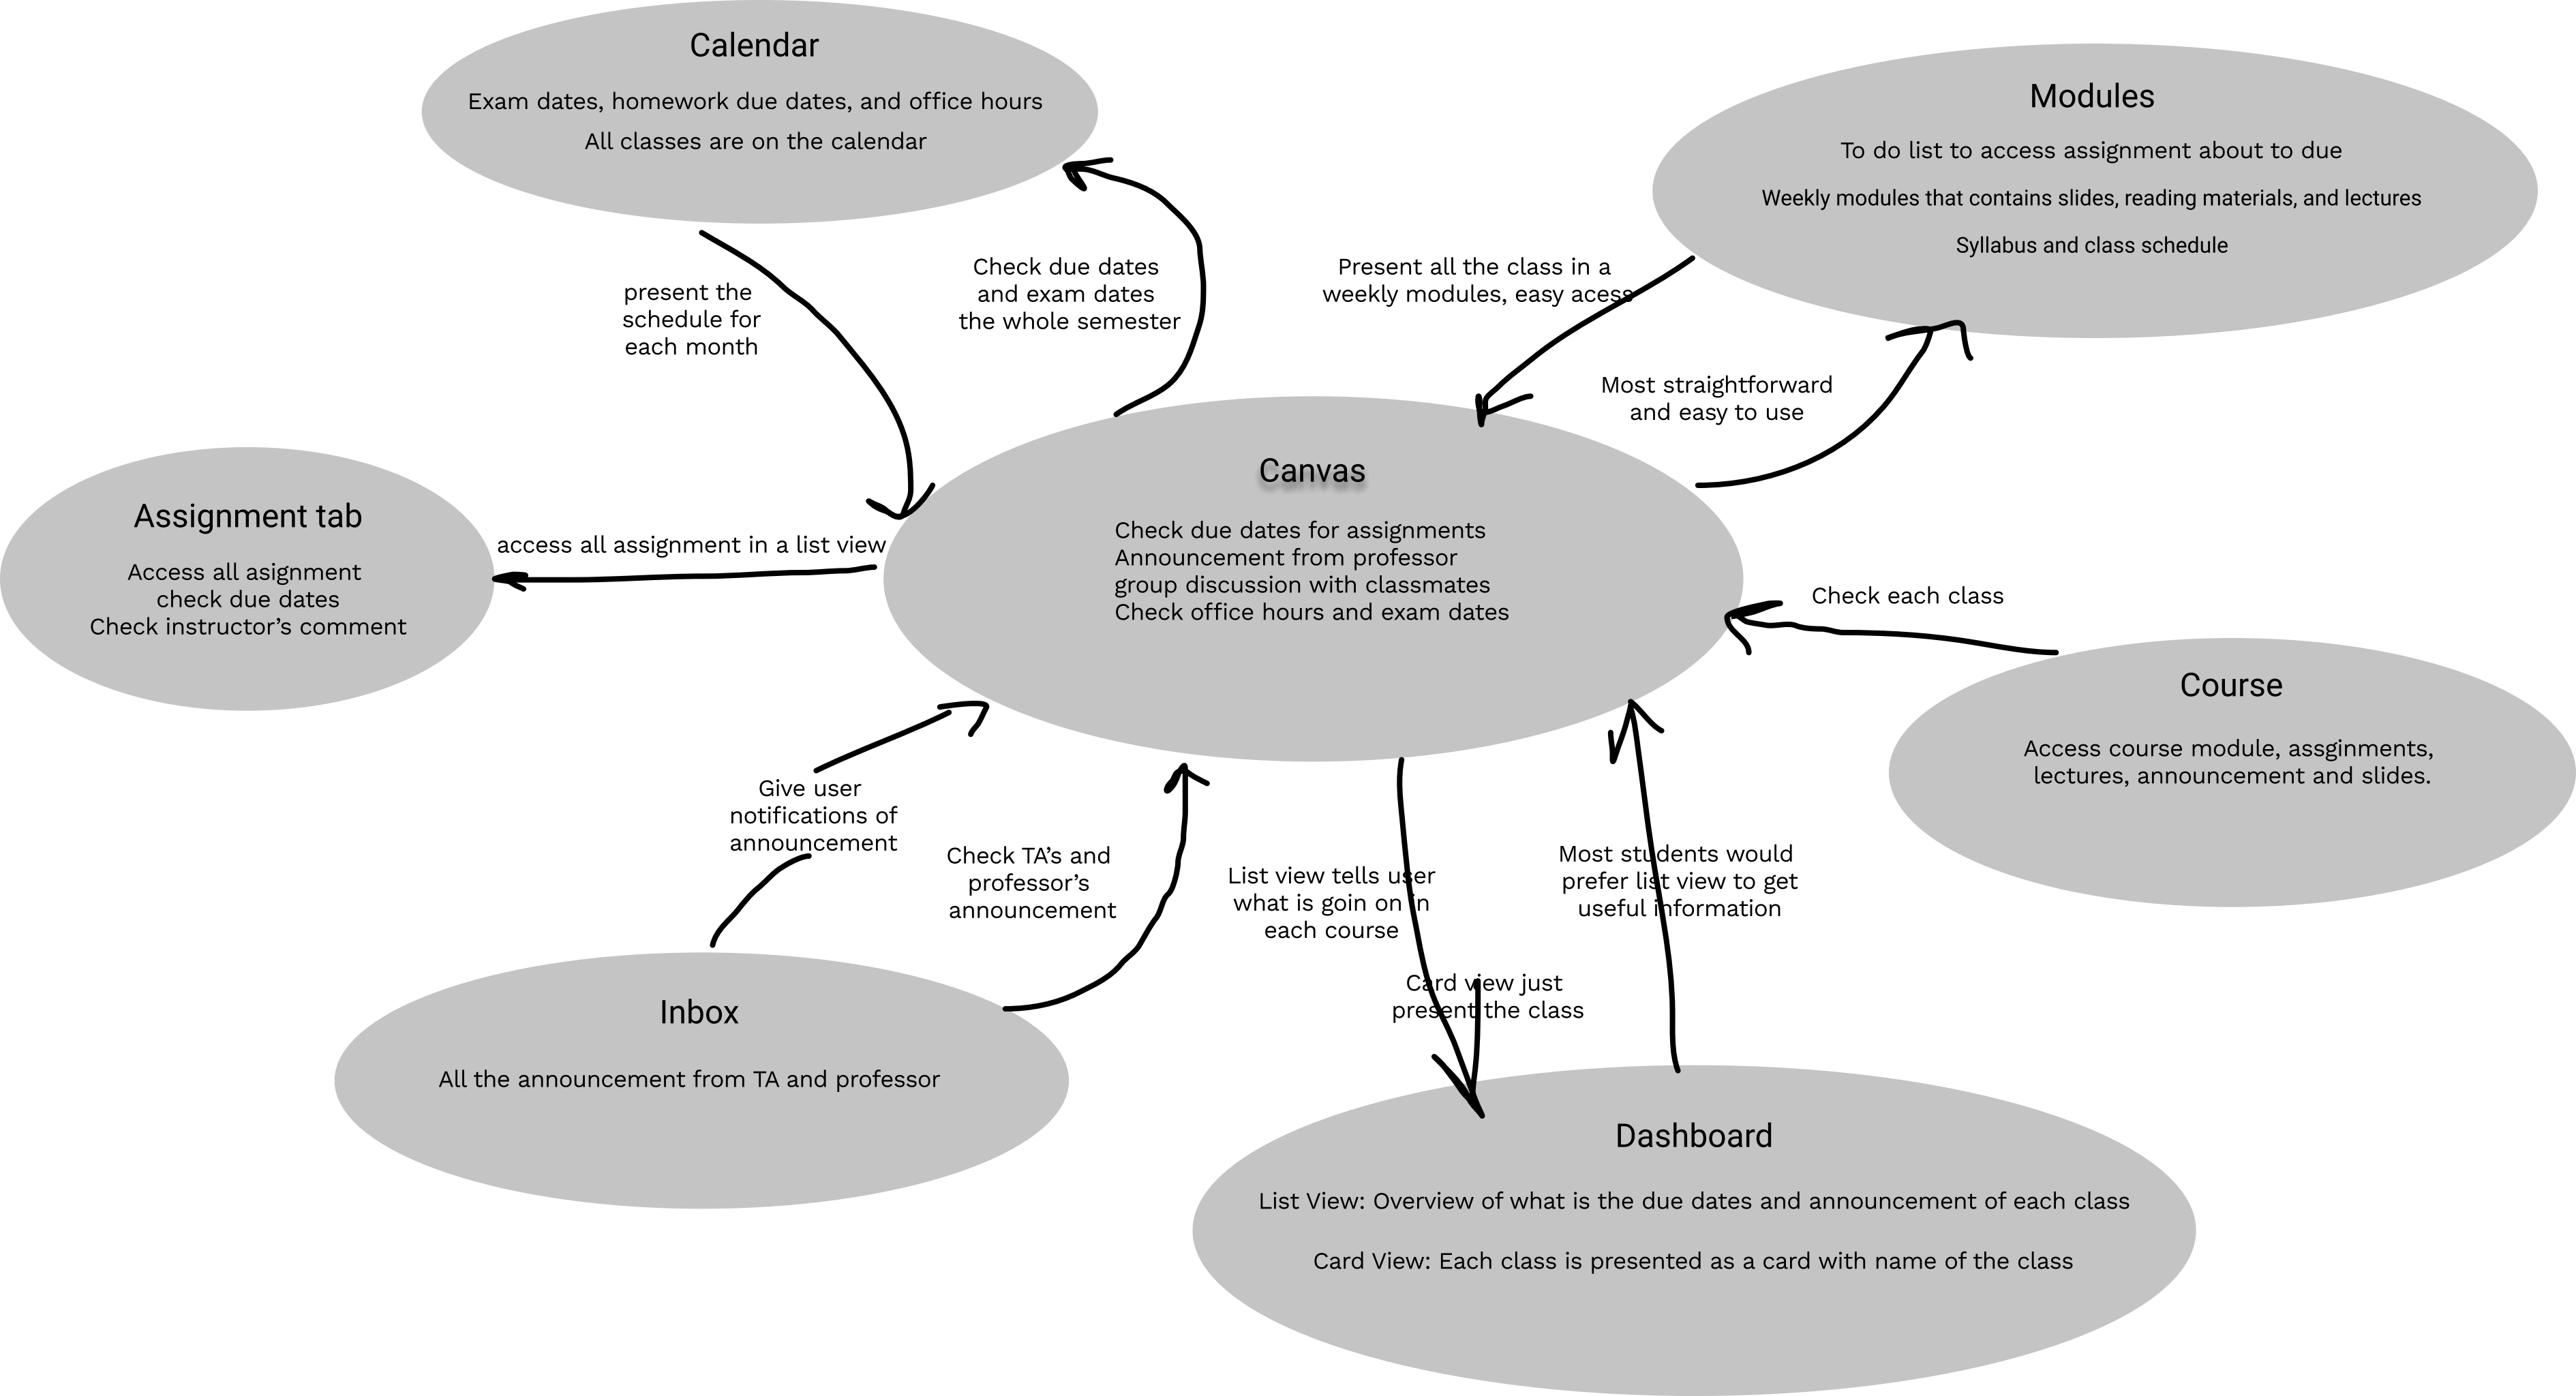 Calendar
Exam dates, homework due dates, and office hours
All classes are on the calendar
Modules
To do list to access assignment about to due
Weekly modules that contains slides, reading materials, and lectures
Syllabus and class schedule
present the
schedule for
each month
Check due dates
and exam dates
the whole semester
Present all the class in a
weekly modules, easy acess
Most straightforward
and easy to use
Canvas
Check due dates for assignments
Announcement from professor
group discussion with classmates
Check office hours and exam dates
Assignment tab
Access all asignment
check due dates
Check instructor's comment
access all assignment in a list view
Check each class
Course
Access course module, assginments,
lectures, announcement and slides.
Give user
notifications of
announcement
Check TA's and
professor's
announcement
List view tells user
what is goin on in
each course
Most students would
prefer list view to get
useful information
Card view just
present the class
Inbox
All the announcement from TA and professor
Dashboard
List View: Overview of what is the due dates and announcement of each class
Card View: Each class is presented as a card with name of the class